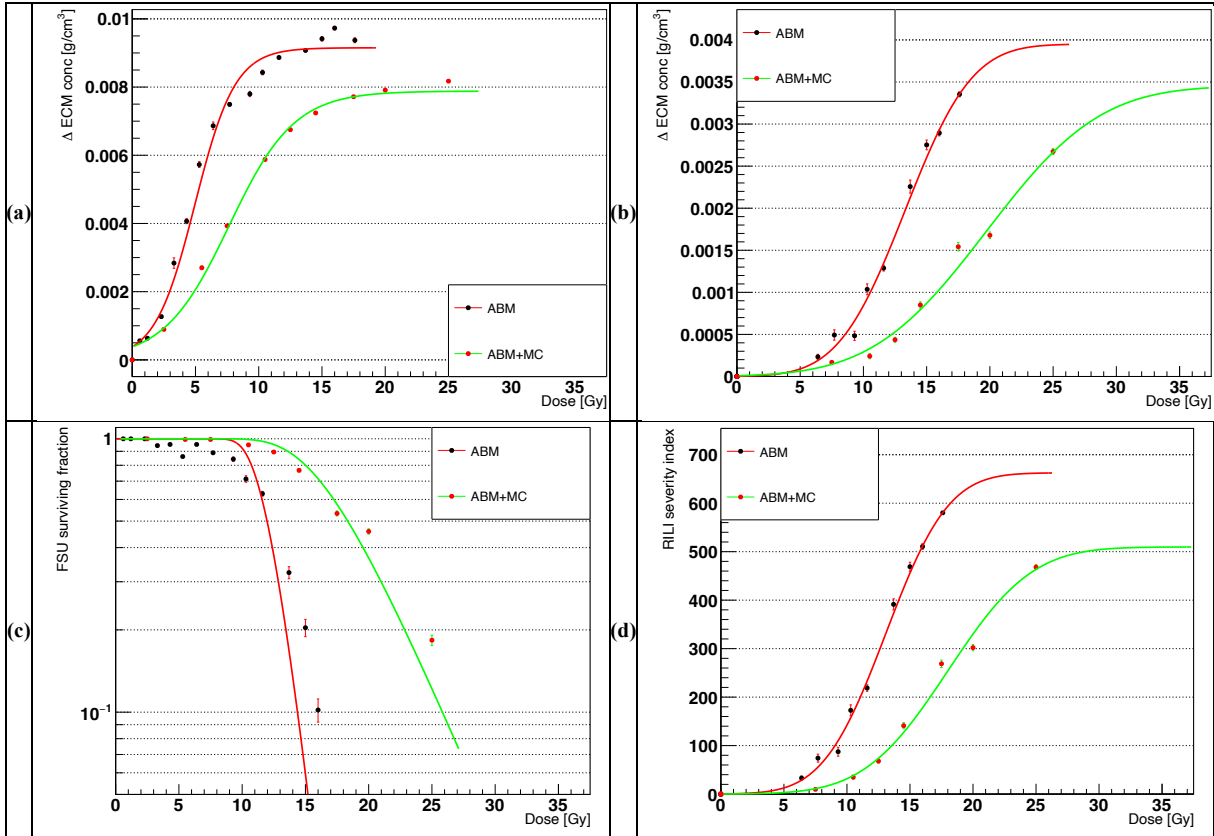 (a)
Δ ECM conc [g/cm³]
0.01
0.008
0.006
0.004
0.002
0
ABM
ABM+MC
0 5 10 15 20 25 30 35
Dose [Gy]
(b)
Δ ECM conc [g/cm³]
0.004
0.0035
0.003
0.0025
0.002
0.0015
0.001
0.0005
0
ABM
ABM+MC
0 5 10 15 20 25 30 35
Dose [Gy]
(c)
FSU surviving fraction
1
10⁻¹
ABM
ABM+MC
0 5 10 15 20 25 30 35
Dose [Gy]
(d)
RILI severity index
700
600
500
400
300
200
100
0
ABM
ABM+MC
0 5 10 15 20 25 30 35
Dose [Gy]